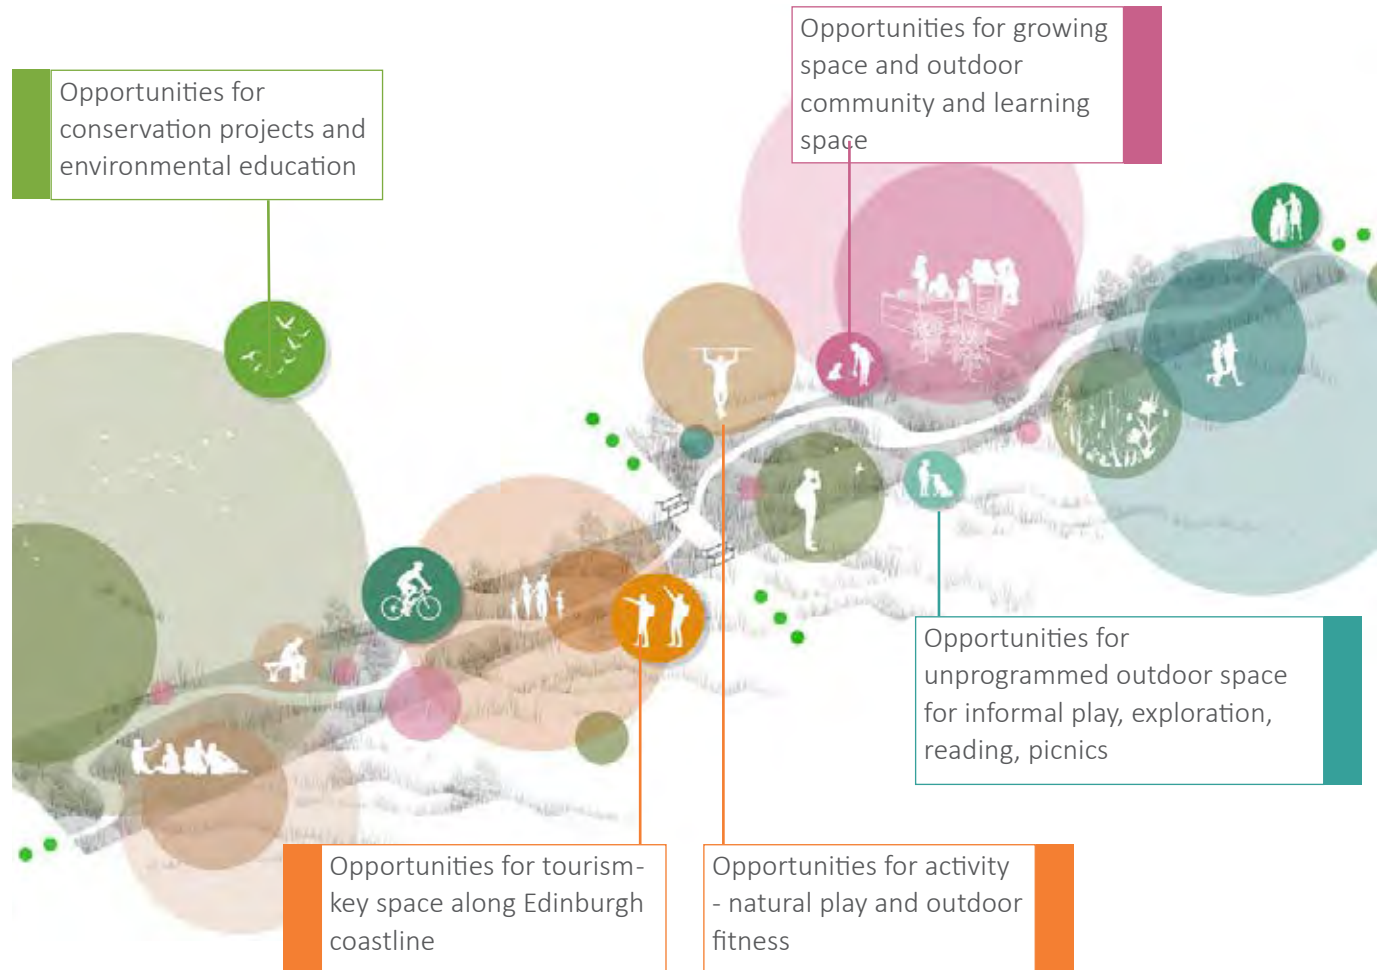 Opportunities for growing
space and outdoor
community and learning
space
Opportunities for
conservation projects and
environmental education
Opportunities for
unprogrammed outdoor space
for informal play, exploration,
reading, picnics
Opportunities for tourism-
key space along Edinburgh
coastline
Opportunities for activity
- natural play and outdoor
fitness